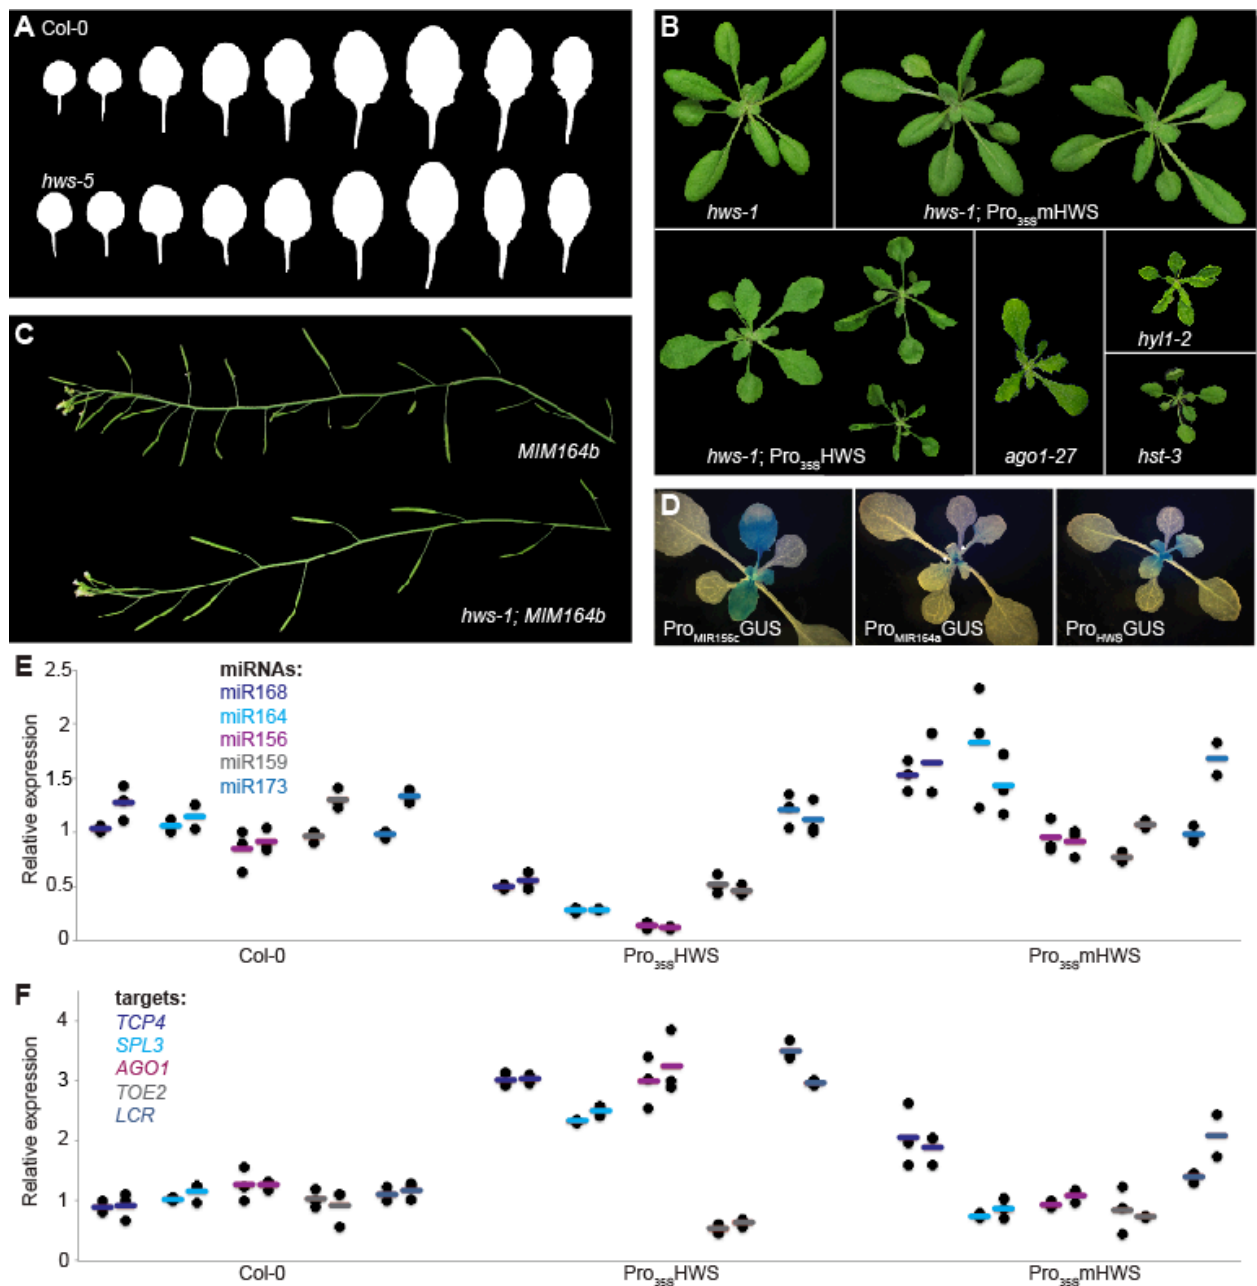 A Col-0
hws-5
B
hws-1
hws-1; Pro35SmHWS
hws-1; Pro35SHWS
ago1-27
hyl1-2
hst-3
C
MIM164b
hws-1; MIM164b
D
ProMIR156cGUS
ProMIR164aGUS
ProHWSGUS
E
Relative expression
2.5
2
1.5
1
0.5
0
miRNAs:
miR168
miR164
miR156
miR159
miR173
Col-0
Pro35SHWS
Pro35SmHWS
F
Relative expression
4
3
2
1
0
targets:
TCP4
SPL3
AGO1
TOE2
LCR
Col-0
Pro35SHWS
Pro35SmHWS